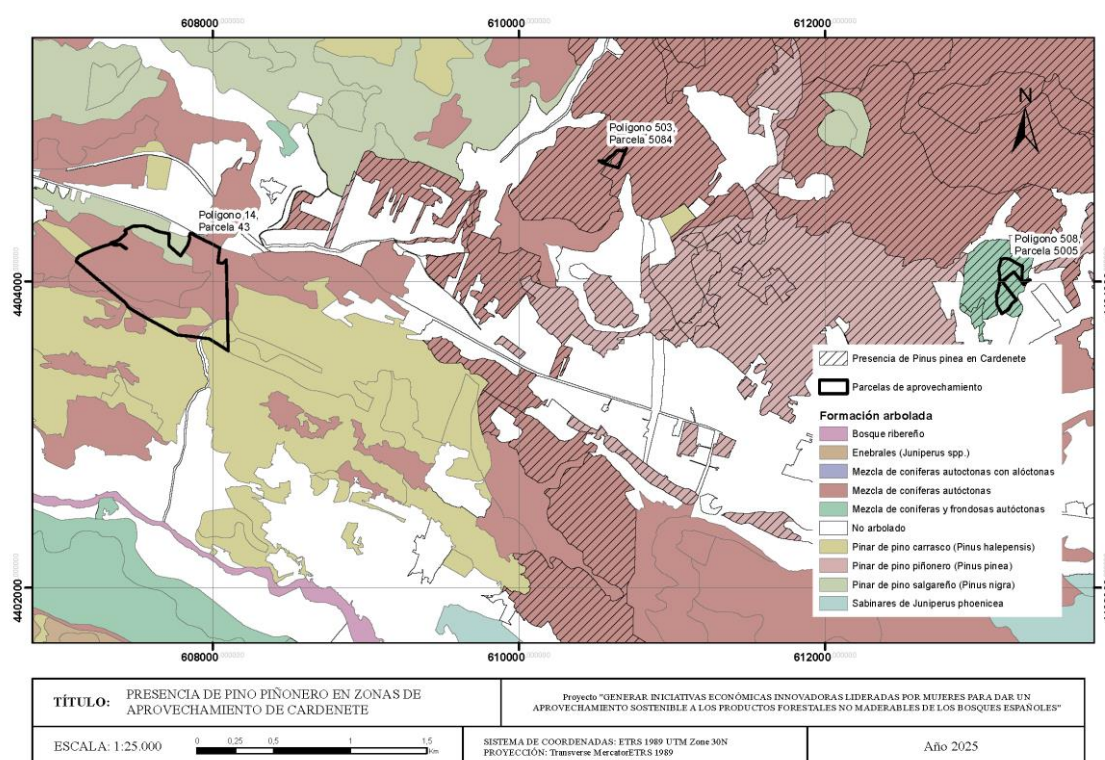 608000,000000
610000,000000
612000,000000
Polígono 503,
Parcela 5084
N
Polígono 14,
Parcela 43
Polígono 508,
Parcela 5005
4404000
Presencia de Pinus pinea en Cardenete
Parcelas de aprovechamiento
Formación arbolada
Bosque ribereño
Enebrales (Juniperus spp.)
Mezcla de coníferas autoctonas con alóctonas
Mezcla de coníferas autóctonas
Mezcla de coníferas y frondosas autóctonas
No arbolado
Pinar de pino carrasco (Pinus halepensis)
Pinar de pino piñonero (Pinus pinea)
Pinar de pino salgareño (Pinus nigra)
Sabinares de Juniperus phoenicea
4402000
608000,000000
610000,000000
612000,000000
TÍTULO: PRESENCIA DE PINO PIÑONERO EN ZONAS DE
APROVECHAMIENTO DE CARDENETE
Proyecto "GENERAR INICIATIVAS ECONÓMICAS INNOVADORAS LIDERADAS POR MUJERES PARA DAR UN
APROVECHAMIENTO SOSTENIBLE A LOS PRODUCTOS FORESTALES NO MADERABLES DE LOS BOSQUES ESPAÑOLES"
ESCALA: 1:25.000
0 0,25 0,5 1 1,5
Km
SISTEMA DE COORDENADAS: ETRS 1989 UTM Zone 30N
PROYECCIÓN: Transverse MercatorETRS 1989
Año 2025